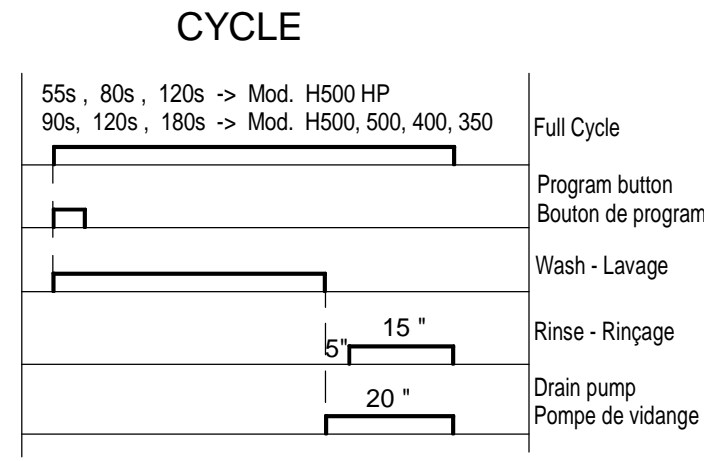 CYCLE
55s , 80s , 120s -> Mod. H500 HP
90s, 120s , 180s -> Mod. H500, 500, 400, 350
Full Cycle
Program button
Bouton de program
Wash - Lavage
15 "
5"
Rinse - Rinçage
20 "
Drain pump
Pompe de vidange